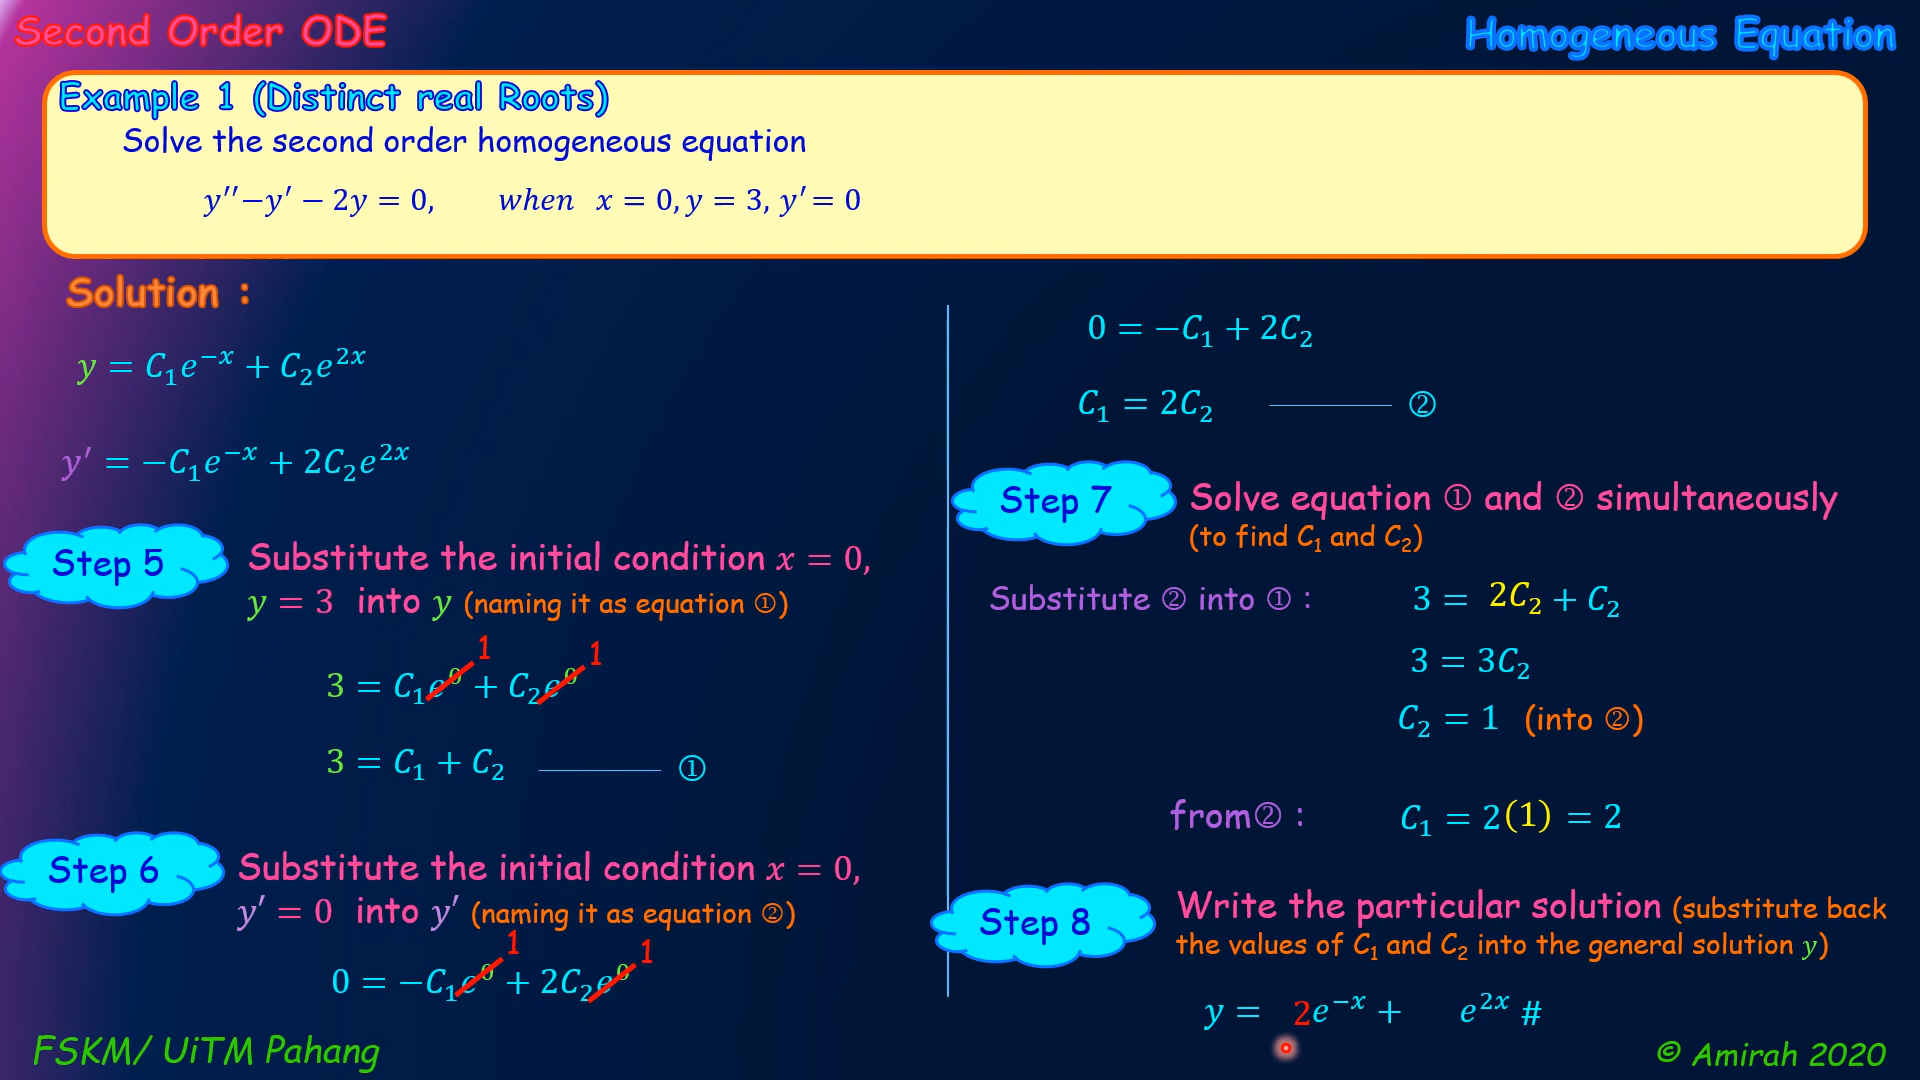 Second Order ODE
Homogeneous Equation
Example 1 (Distinct real Roots)
Solve the second order homogeneous equation
y′′−y′ − 2y = 0, when x = 0, y = 3, y′ = 0
Solution :
y = C₁e⁻ˣ + C₂e²ˣ
y′ = −C₁e⁻ˣ + 2C₂e²ˣ
Step 5
Substitute the initial condition x = 0,
y = 3 into y (naming it as equation ①)
1 1
3 = C₁e⁰ + C₂e⁰
3 = C₁ + C₂ ①
Step 6
Substitute the initial condition x = 0,
y′ = 0 into y′ (naming it as equation ②)
1 1
0 = −C₁e⁰ + 2C₂e⁰
0 = −C₁ + 2C₂
C₁ = 2C₂ ②
Step 7
Solve equation ① and ② simultaneously
(to find C₁ and C₂)
Substitute ② into ① : 3 = 2C₂ + C₂
3 = 3C₂
C₂ = 1 (into ②)
from② : C₁ = 2(1) = 2
Step 8
Write the particular solution (substitute back
the values of C₁ and C₂ into the general solution y)
y = 2e⁻ˣ + e²ˣ #
FSKM/ UiTM Pahang
© Amirah 2020